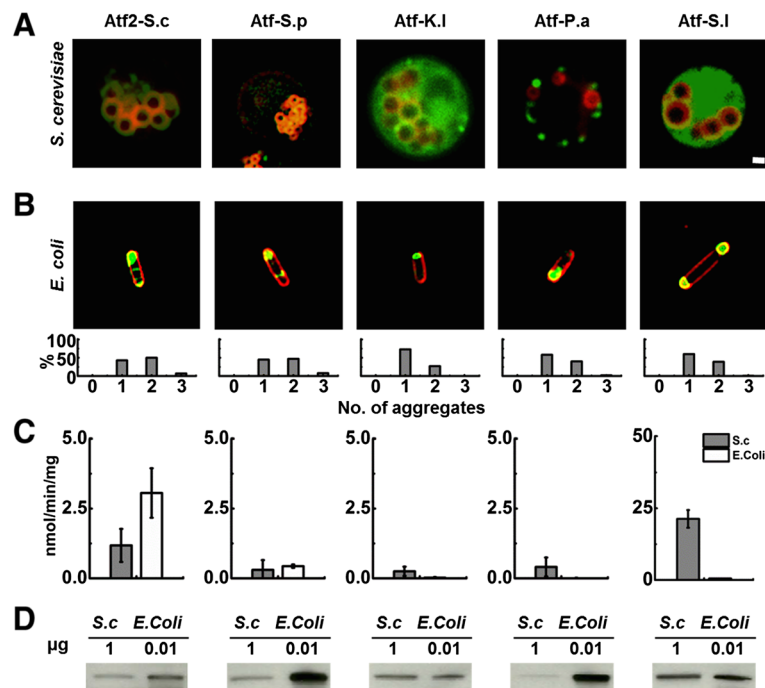 A
Atf2-S.c Atf-S.p Atf-K.l Atf-P.a Atf-S.l
S. cerevisiae
B
E. coli
%
100
50
0
0 1 2 3 0 1 2 3 0 1 2 3 0 1 2 3 0 1 2 3
No. of aggregates
C
nmol/min/mg
5.0 5.0 5.0 5.0 50
2.5 2.5 2.5 2.5 25
0.0 0.0 0.0 0.0 0
S.c
E.Coli
D
S.c E.Coli S.c E.Coli S.c E.Coli S.c E.Coli S.c E.Coli
µg 1 0.01 1 0.01 1 0.01 1 0.01 1 0.01